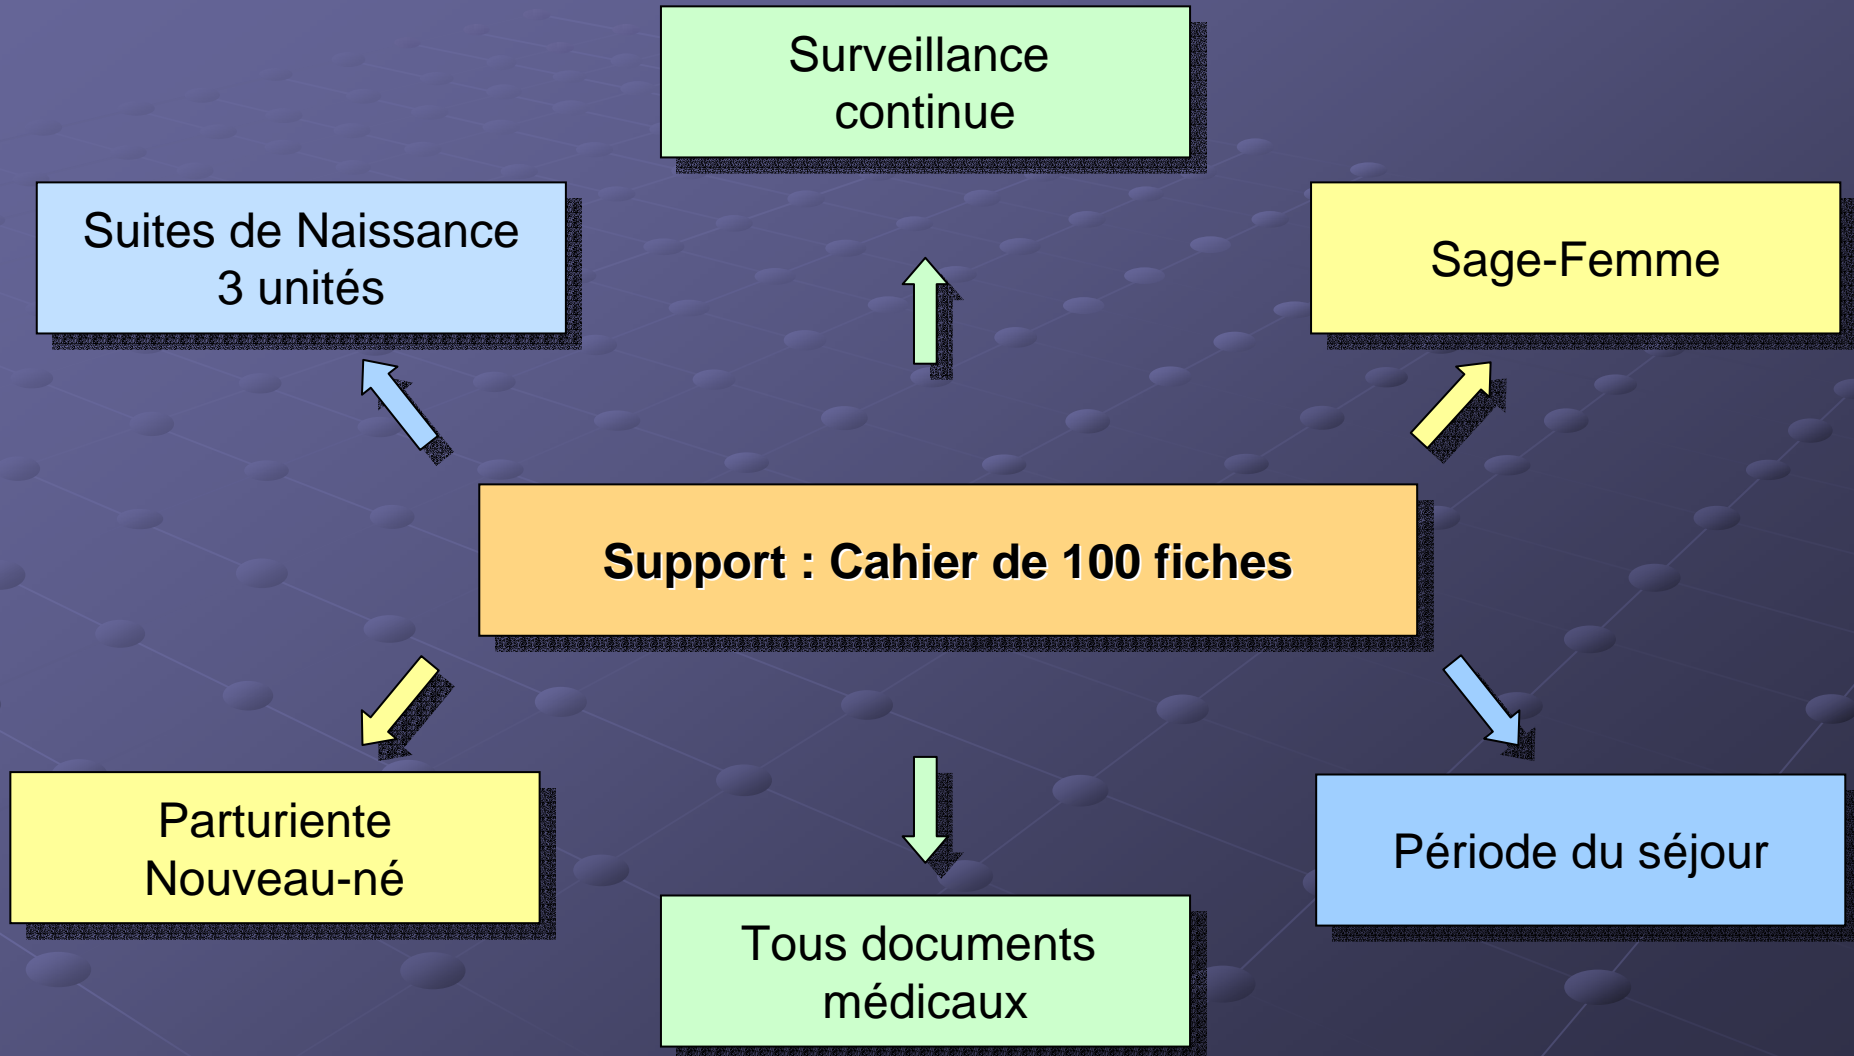 Surveillance
continue
Suites de Naissance
3 unités
Sage-Femme
Support : Cahier de 100 fiches
Parturiente
Nouveau-né
Période du séjour
Tous documents
médicaux